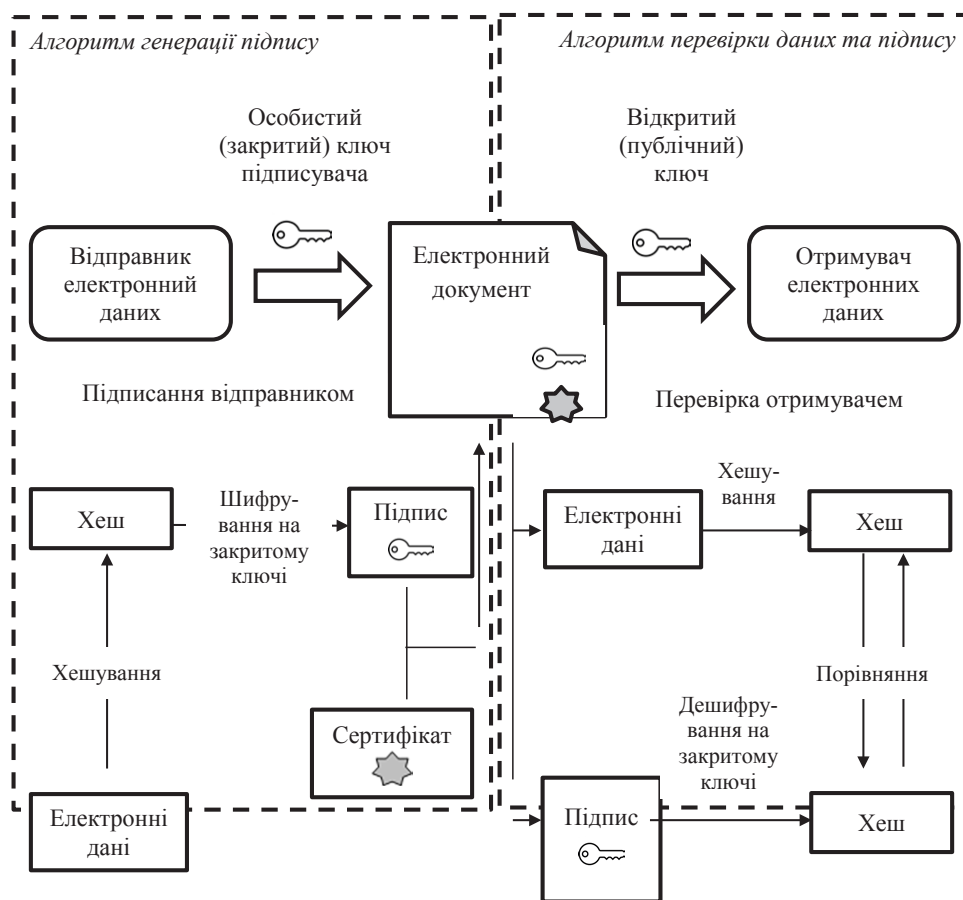 Алгоритм генерації підпису
Алгоритм перевірки даних та підпису
Особистий
(закритий) ключ
підписувача
Відкритий
(публічний)
ключ
Відправник
електронний
даних
Електронний
документ
Отримувач
електронних
даних
Підписання відправником
Перевірка отримувачем
Хеш
Шифру-
вання на
закритому
ключі
Підпис
Електронні
дані
Хешу-
вання
Хеш
Хешування
Порівняння
Сертифікат
Дешифру-
вання на
закритому
ключі
Електронні
дані
Підпис
Хеш